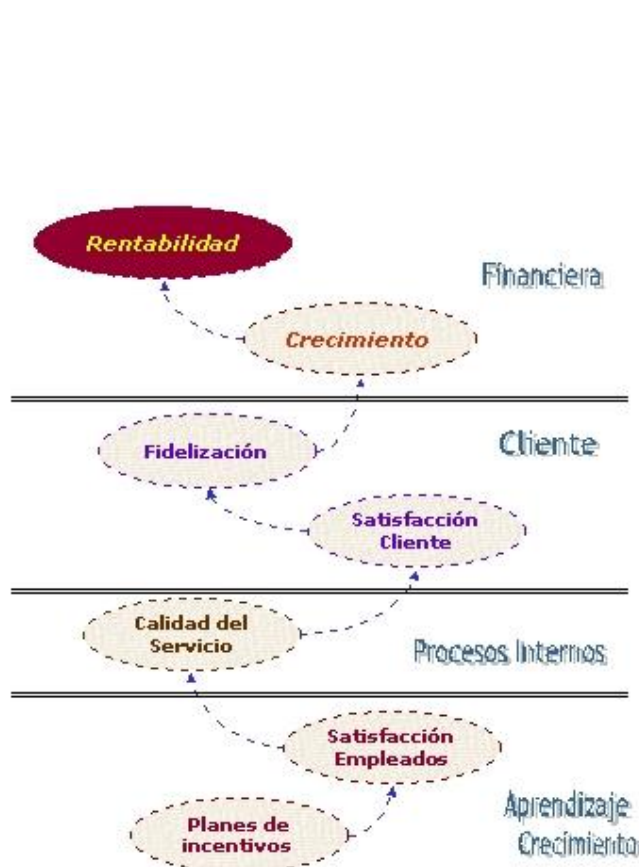 Rentabilidad
Financiera
Crecimiento
Cliente
Fidelización
Satisfacción
Cliente
Calidad del
Servicio
Procesos Internos
Satisfacción
Empleados
Aprendizaje
Crecimiento
Planes de
incentivos